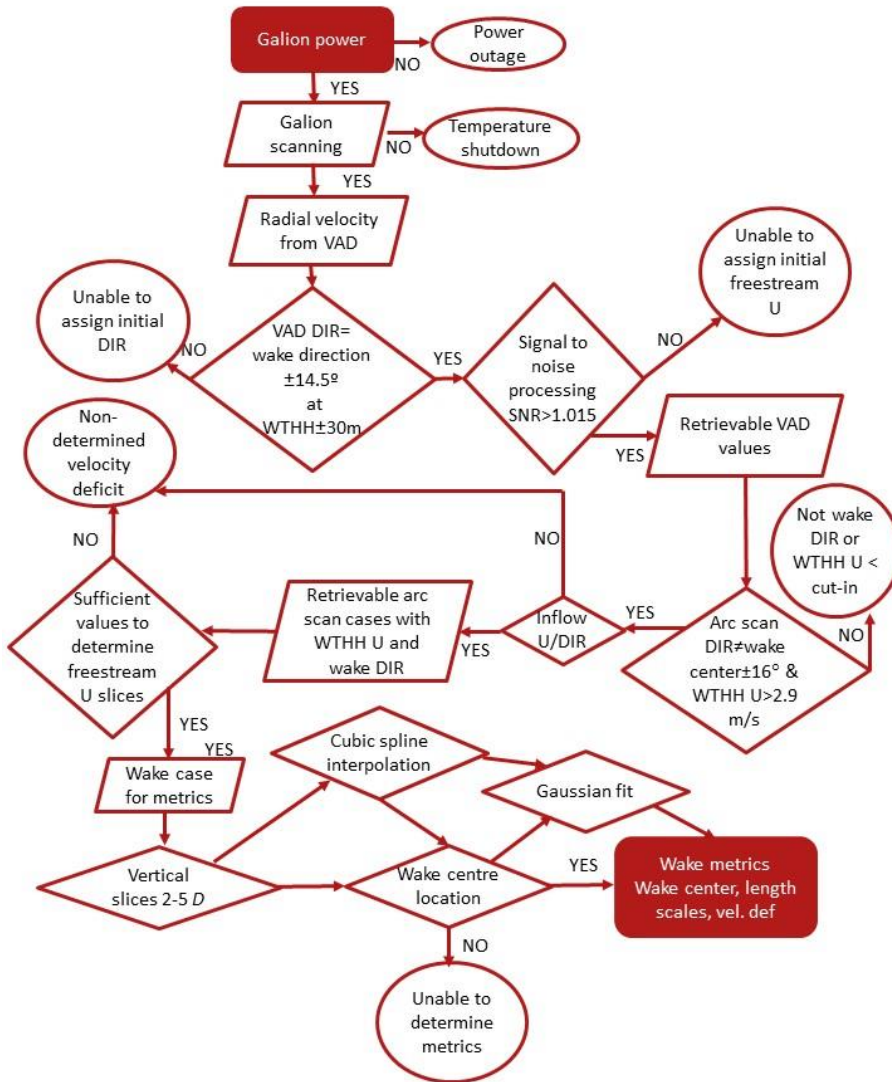 Galion power
NO
Power
outage
YES
Galion
scanning
NO
Temperature
shutdown
YES
Radial velocity
from VAD
Unable to
assign initial
DIR
NO
VAD DIR=
wake direction
±14.5º
at
WTHH±30m
YES
Signal to
noise
processing
SNR>1.015
NO
Unable to
assign initial
freestream
U
YES
Retrievable VAD
values
Non-
determined
velocity
deficit
NO
NO
Not wake
DIR or
WTHH U <
cut-in
NO
Arc scan
DIR≠wake
center±16° &
WTHH U>2.9
m/s
YES
Inflow
U/DIR
YES
Retrievable arc
scan cases with
WTHH U and
wake DIR
Sufficient
values to
determine
freestream
U slices
YES
YES
Wake case
for metrics
Cubic spline
interpolation
Gaussian fit
Vertical
slices 2-5 D
Wake centre
location
YES
Wake metrics
Wake center, length
scales, vel. def
NO
Unable to
determine
metrics